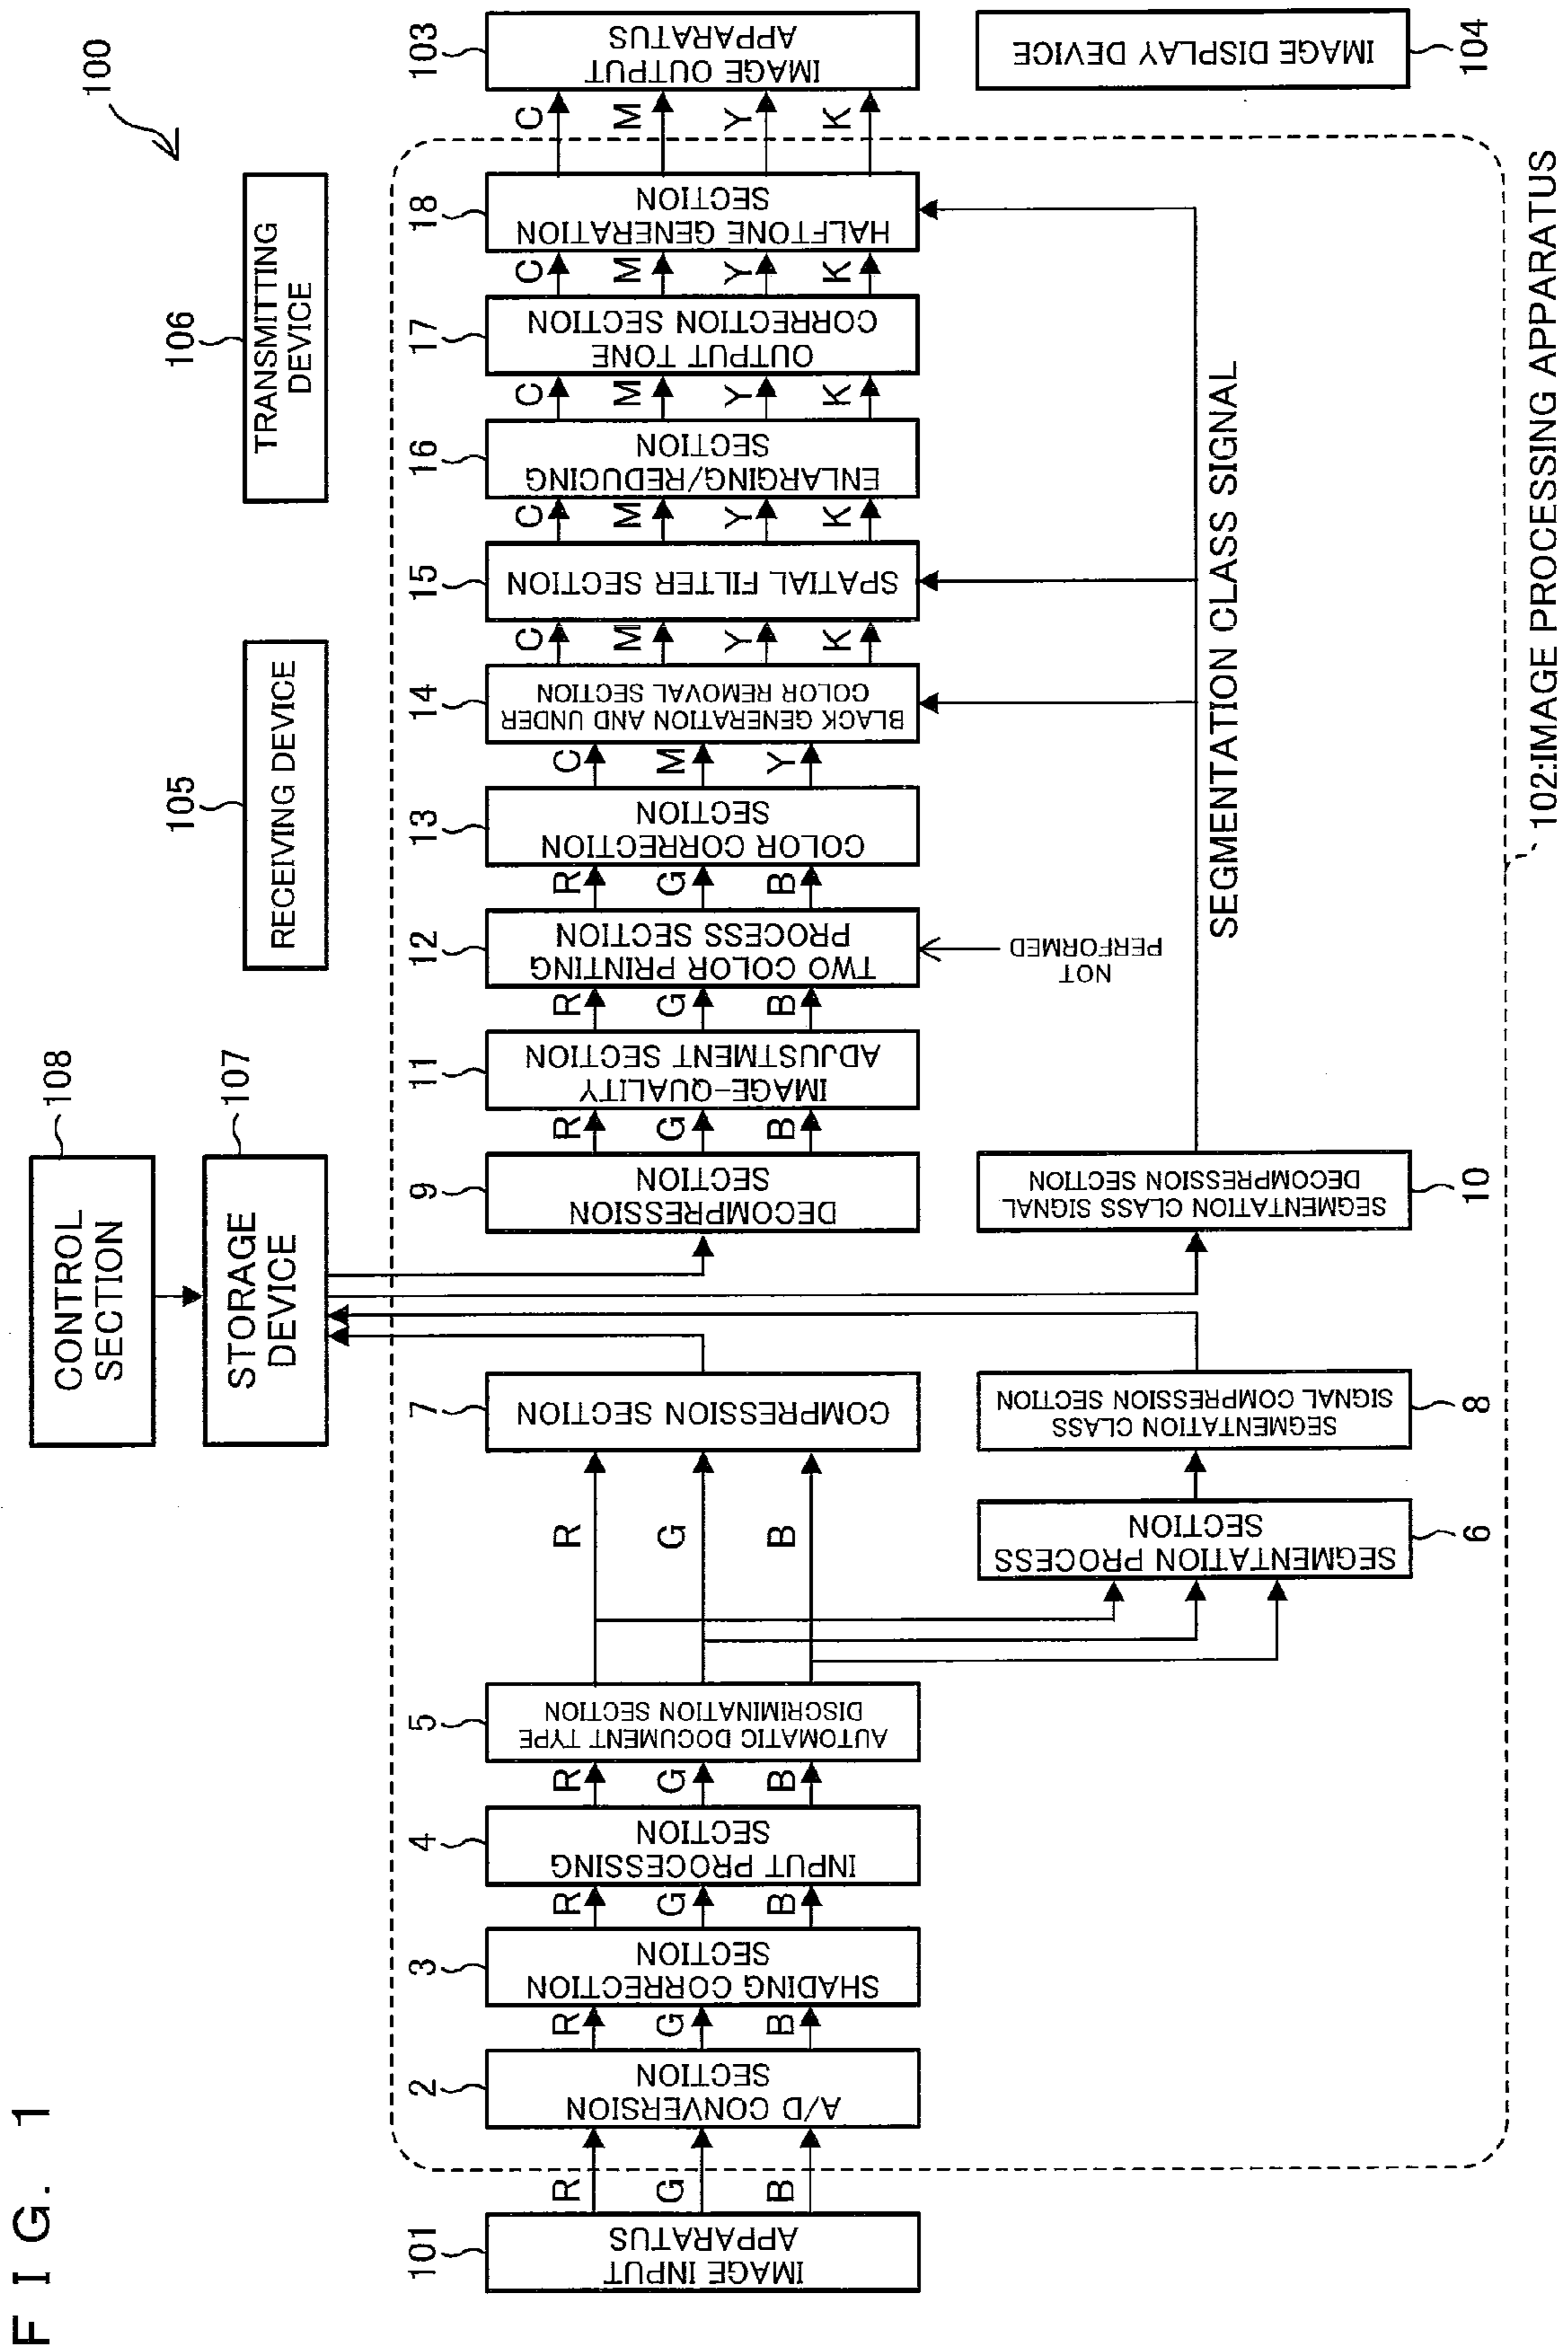 FIG. 1
100
108
CONTROL
SECTION
107
STORAGE
DEVICE
105
RECEIVING DEVICE
106
TRANSMITTING
DEVICE
101
IMAGE INPUT
APPARATUS
R
G
B
2
A/D CONVERSION
SECTION
R
G
B
3
SHADING CORRECTION
SECTION
R
G
B
4
INPUT PROCESSING
SECTION
R
G
B
5
AUTOMATIC DOCUMENT TYPE
DISCRIMINATION SECTION
R
G
B
7
COMPRESSION SECTION
9
DECOMPRESSION
SECTION
R
G
B
11
IMAGE-QUALITY
ADJUSTMENT SECTION
R
G
B
12
TWO COLOR PRINTING
PROCESS SECTION
R
G
B
13
COLOR CORRECTION
SECTION
C
M
Y
14
BLACK GENERATION AND UNDER
COLOR REMOVAL SECTION
C
M
Y
K
15
SPATIAL FILTER SECTION
C
M
Y
K
16
ENLARGING/REDUCING
SECTION
C
M
Y
K
17
OUTPUT TONE
CORRECTION SECTION
C
M
Y
K
18
HALFTONE GENERATION
SECTION
C
M
Y
K
103
IMAGE OUTPUT
APPARATUS
NOT
PERFORMED
SEGMENTATION PROCESS
SECTION
6
SEGMENTATION CLASS
SIGNAL COMPRESSION SECTION
8
SEGMENTATION CLASS SIGNAL
DECOMPRESSION SECTION
10
SEGMENTATION CLASS SIGNAL
IMAGE DISPLAY DEVICE
104
102:IMAGE PROCESSING APPARATUS